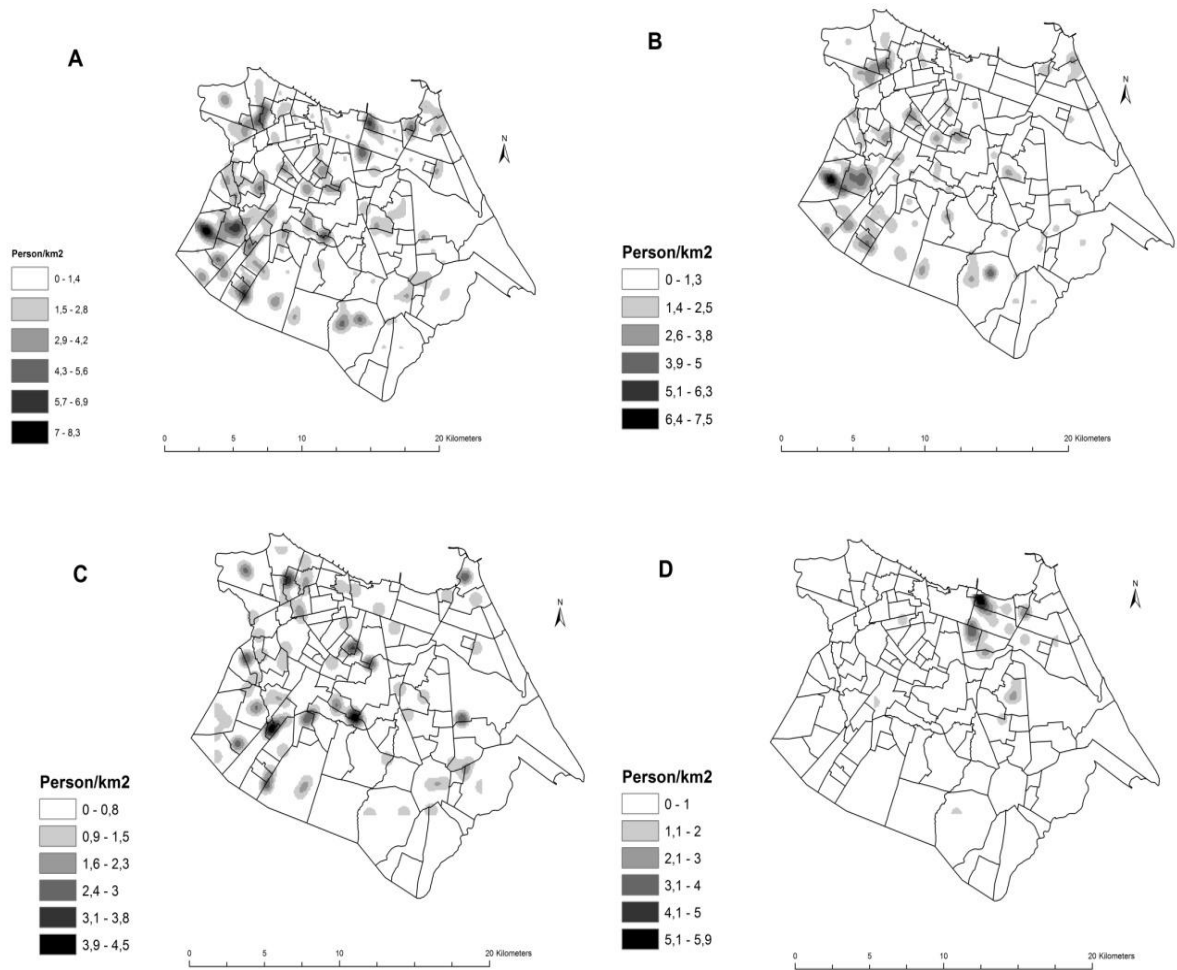 A
N
Person/km2
0 - 1,4
1,5 - 2,8
2,9 - 4,2
4,3 - 5,6
5,7 - 6,9
7 - 8,3
0 5 10 20 Kilometers
B
N
Person/km2
0 - 1,3
1,4 - 2,5
2,6 - 3,8
3,9 - 5
5,1 - 6,3
6,4 - 7,5
0 5 10 20 Kilometers
C
N
Person/km2
0 - 0,8
0,9 - 1,5
1,6 - 2,3
2,4 - 3
3,1 - 3,8
3,9 - 4,5
0 5 10 20 Kilometers
D
N
Person/km2
0 - 1
1,1 - 2
2,1 - 3
3,1 - 4
4,1 - 5
5,1 - 5,9
0 5 10 20 Kilometers